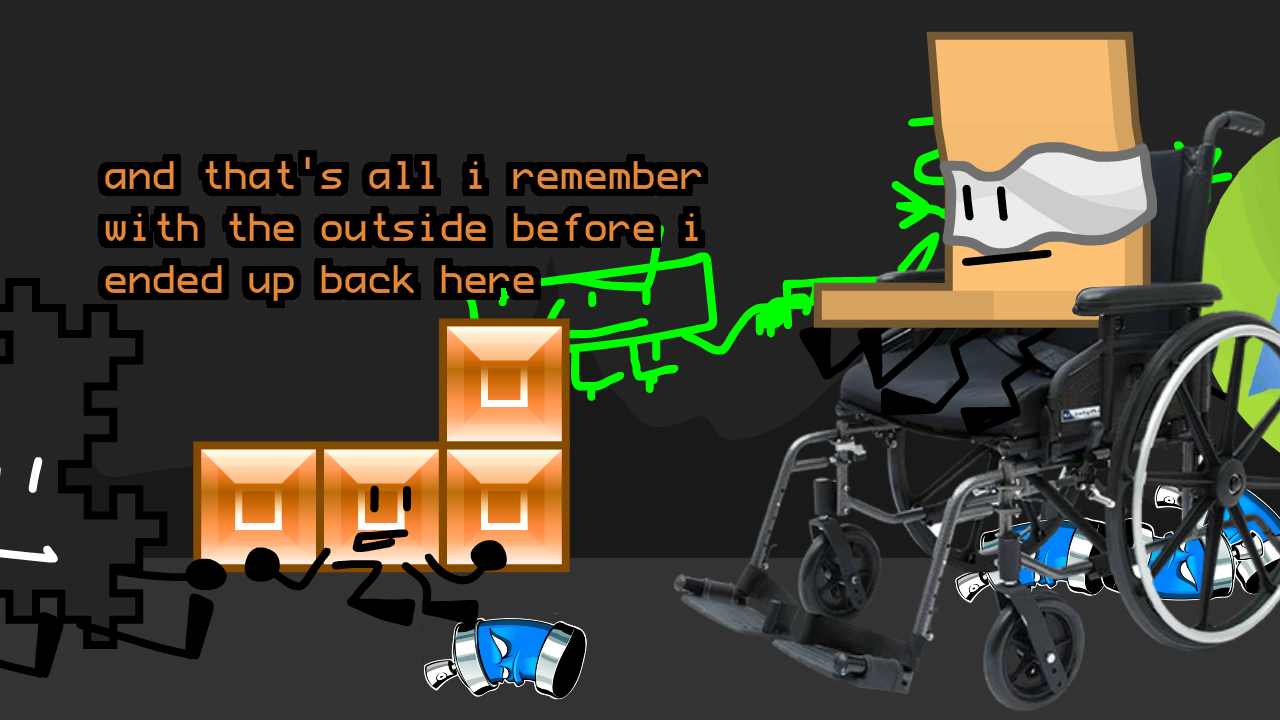 and that's all i remember
with the outside before i
ended up back here